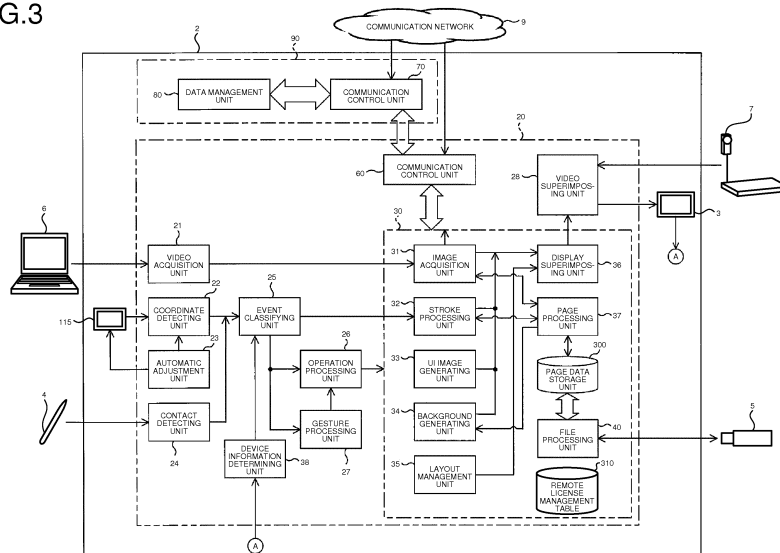 G.3
COMMUNICATION NETWORK
9
2
90
70
80
DATA MANAGEMENT
UNIT
COMMUNICATION
CONTROL UNIT
7
20
60
COMMUNICATION
CONTROL UNIT
28
VIDEO
SUPERIMPOS-
ING UNIT
3
A
6
21
VIDEO
ACQUISITION
UNIT
30
31
IMAGE
ACQUISITION
UNIT
DISPLAY
SUPERIMPOS-
ING UNIT
36
22
25
115
COORDINATE
DETECTING
UNIT
EVENT
CLASSIFYING
UNIT
32
STROKE
PROCESSING
UNIT
PAGE
PROCESSING
UNIT
37
23
AUTOMATIC
ADJUSTMENT
UNIT
26
OPERATION
PROCESSING
UNIT
33
UI IMAGE
GENERATING
UNIT
300
PAGE DATA
STORAGE
UNIT
4
CONTACT
DETECTING
UNIT
24
GESTURE
PROCESSING
UNIT
27
34
BACKGROUND
GENERATING
UNIT
40
FILE
PROCESSING
UNIT
5
DEVICE
INFORMATION
DETERMINING
UNIT
38
35
LAYOUT
MANAGEMENT
UNIT
310
REMOTE
LICENSE
MANAGEMENT
TABLE
A